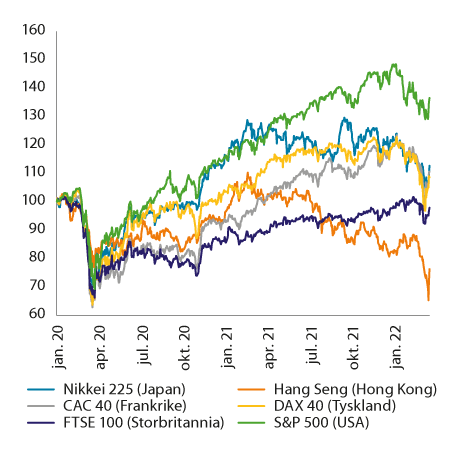 160
150
140
130
120
110
100
90
80
70
60
jan. 20
apr. 20
jul. 20
okt. 20
jan. 21
apr. 21
jul. 21
okt. 21
jan. 22
Nikkei 225 (Japan)
Hang Seng (Hong Kong)
CAC 40 (Frankrike)
DAX 40 (Tyskland)
FTSE 100 (Storbritannia)
S&P 500 (USA)